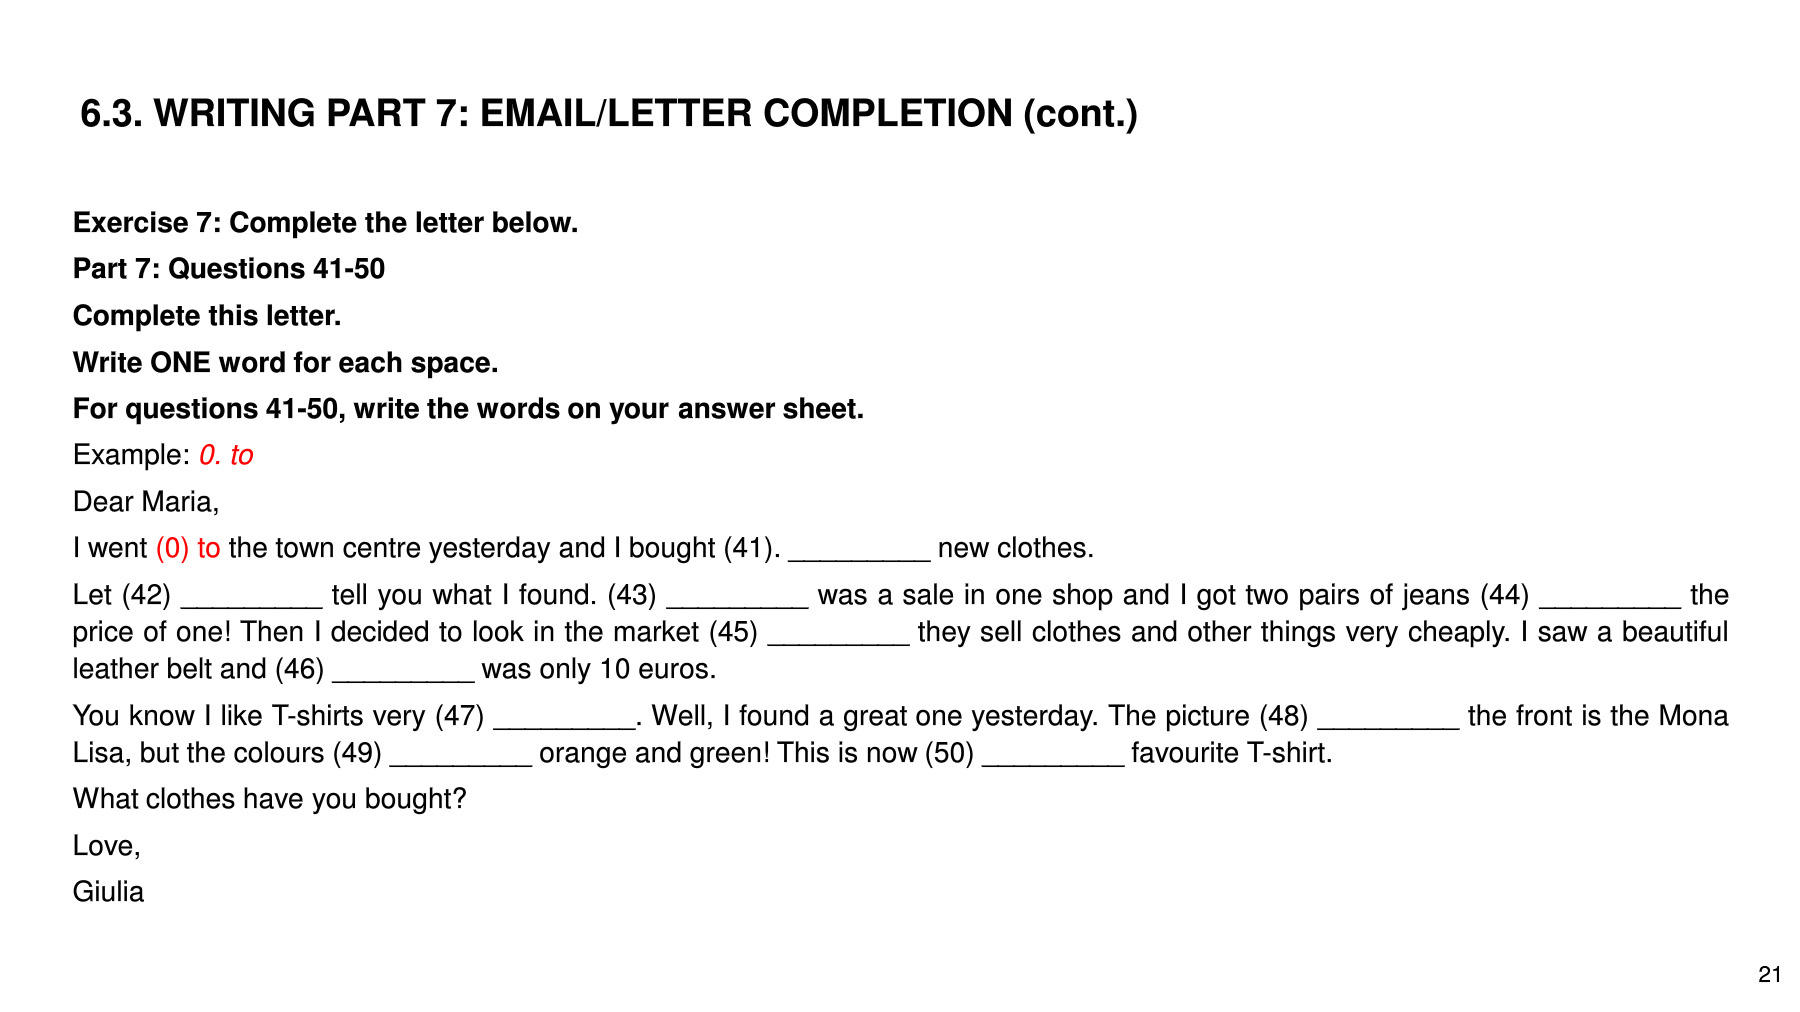 6.3. WRITING PART 7: EMAIL/LETTER COMPLETION (cont.)
Exercise 7: Complete the letter below.
Part 7: Questions 41-50
Complete this letter.
Write ONE word for each space.
For questions 41-50, write the words on your answer sheet.
Example: 0. to
Dear Maria,
I went (0) to the town centre yesterday and I bought (41). _________ new clothes.
Let (42) _________ tell you what I found. (43) _________ was a sale in one shop and I got two pairs of jeans (44) _________ the
price of one! Then I decided to look in the market (45) _________ they sell clothes and other things very cheaply. I saw a beautiful
leather belt and (46) _________ was only 10 euros.
You know I like T-shirts very (47) _________. Well, I found a great one yesterday. The picture (48) _________ the front is the Mona
Lisa, but the colours (49) _________ orange and green! This is now (50) _________ favourite T-shirt.
What clothes have you bought?
Love,
Giulia
21